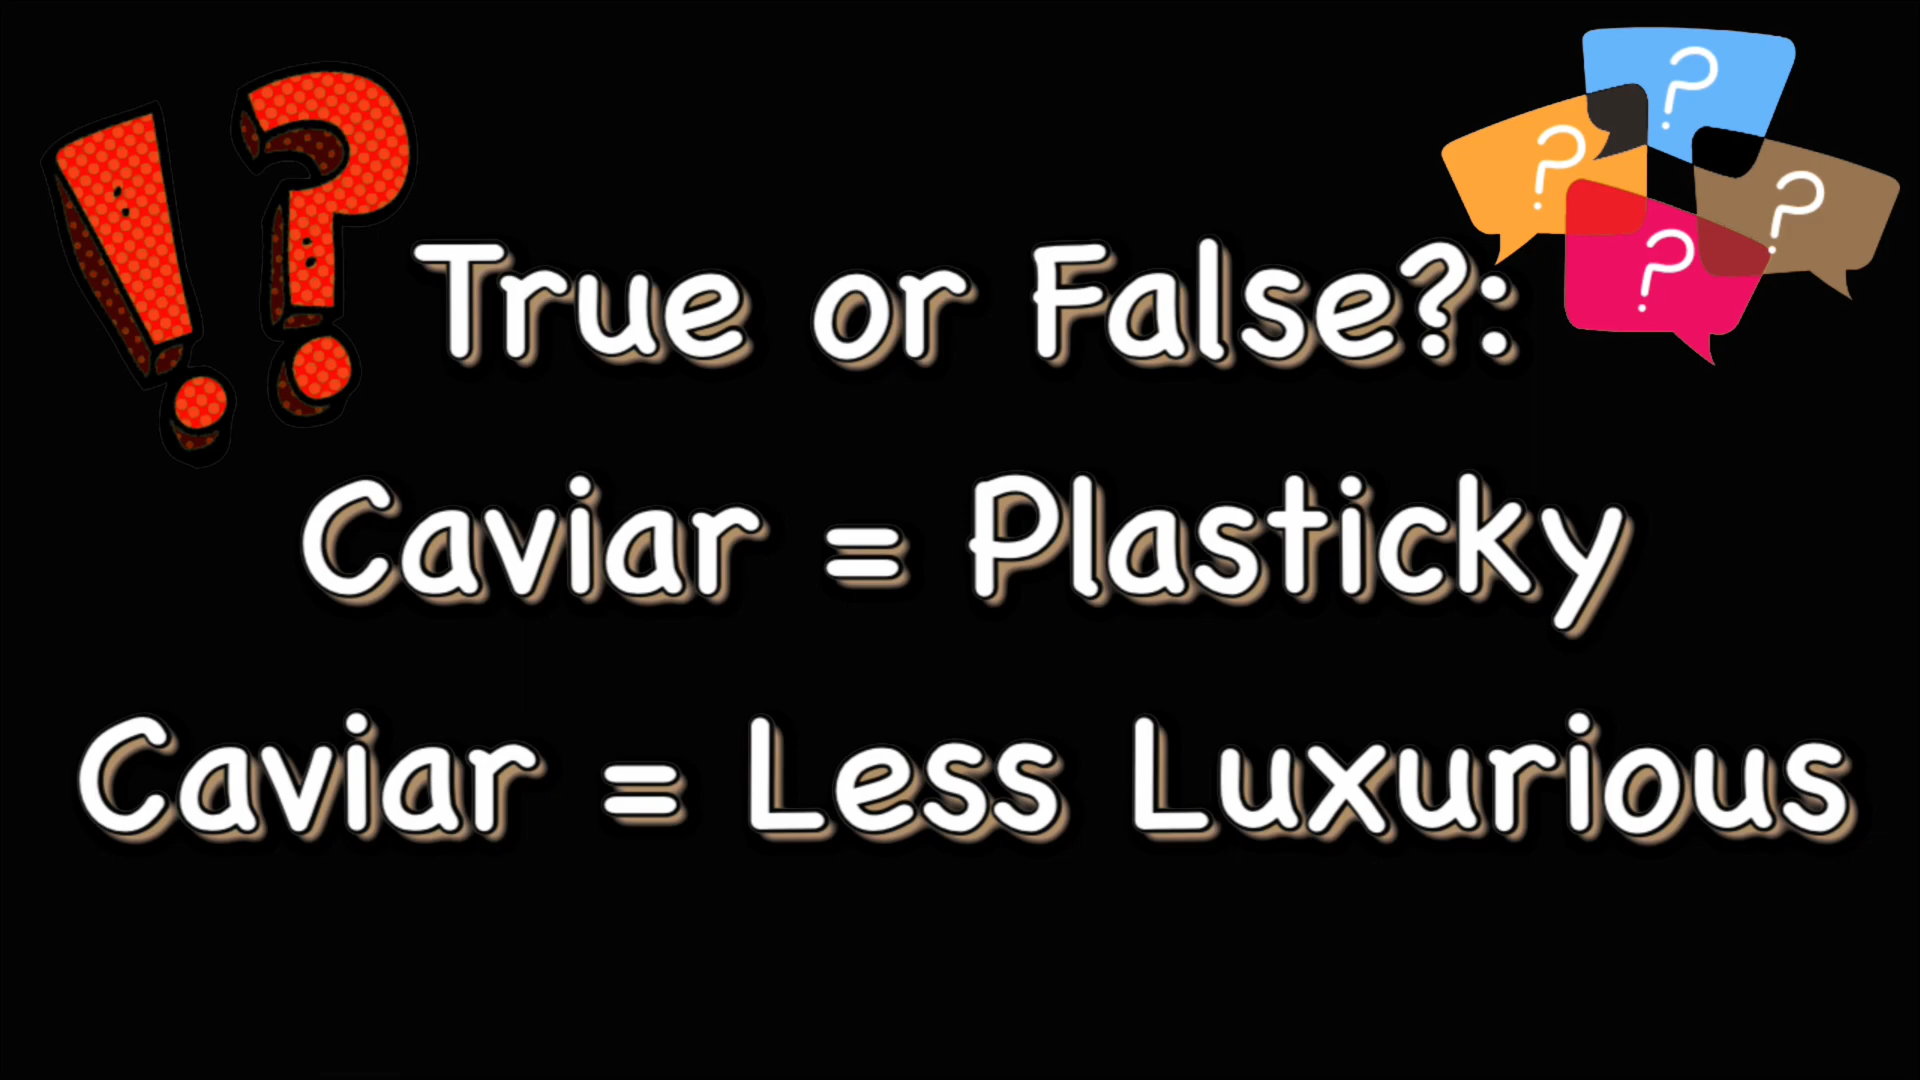 !?
True or False?:
? ? ? ?
Caviar = Plasticky
Caviar = Less Luxurious